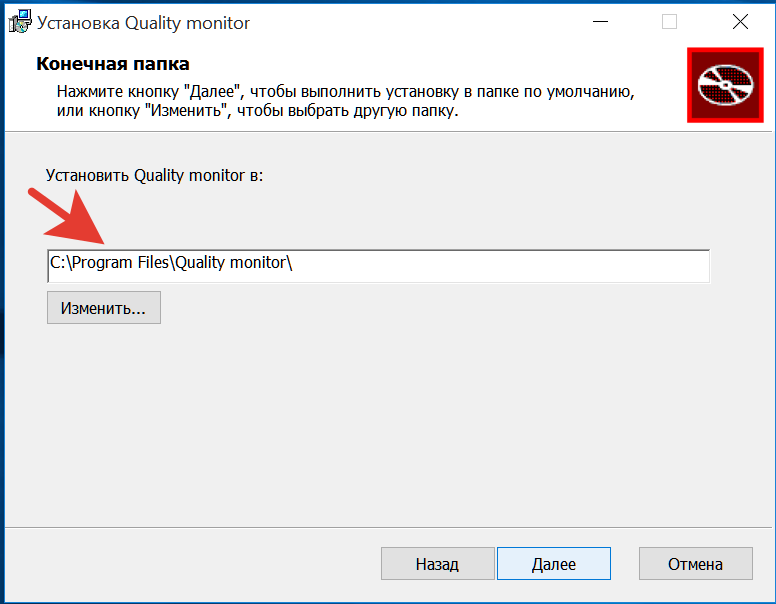 Установка Quality monitor
Конечная папка
Нажмите кнопку "Далее", чтобы выполнить установку в папке по умолчанию,
или кнопку "Изменить", чтобы выбрать другую папку.
Установить Quality monitor в:
C:\Program Files\Quality monitor\
Изменить...
Назад
Далее
Отмена